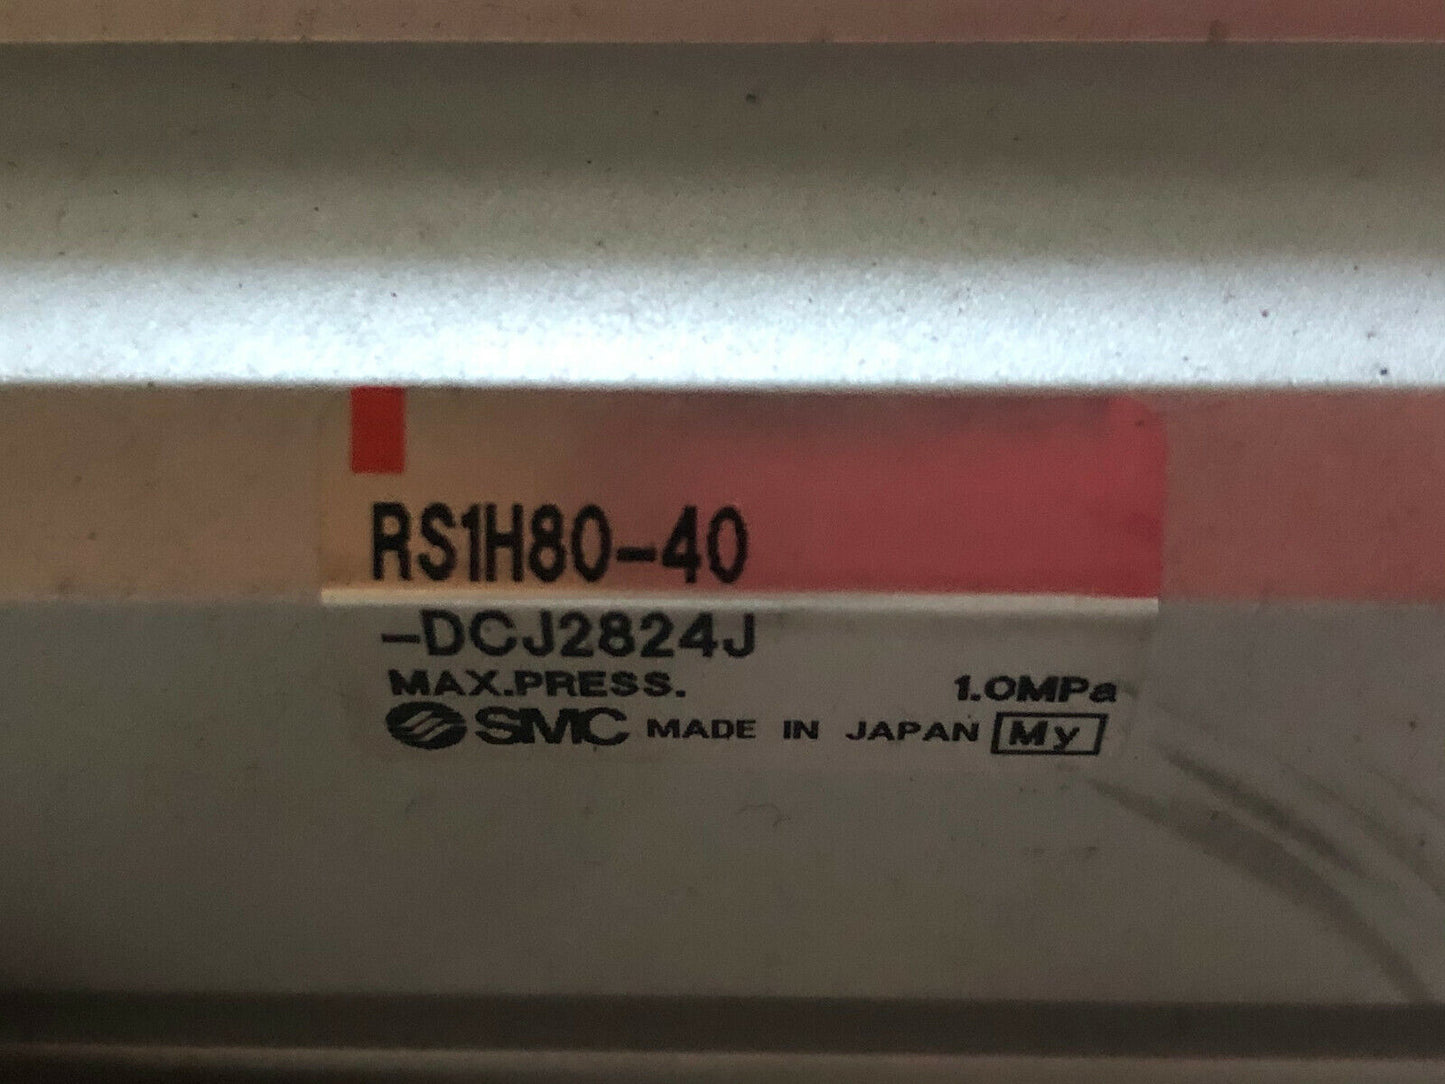 RS1H80-40
-DCJ2824J
MAX.PRESS. 1.0MPa
SMC MADE IN JAPAN My